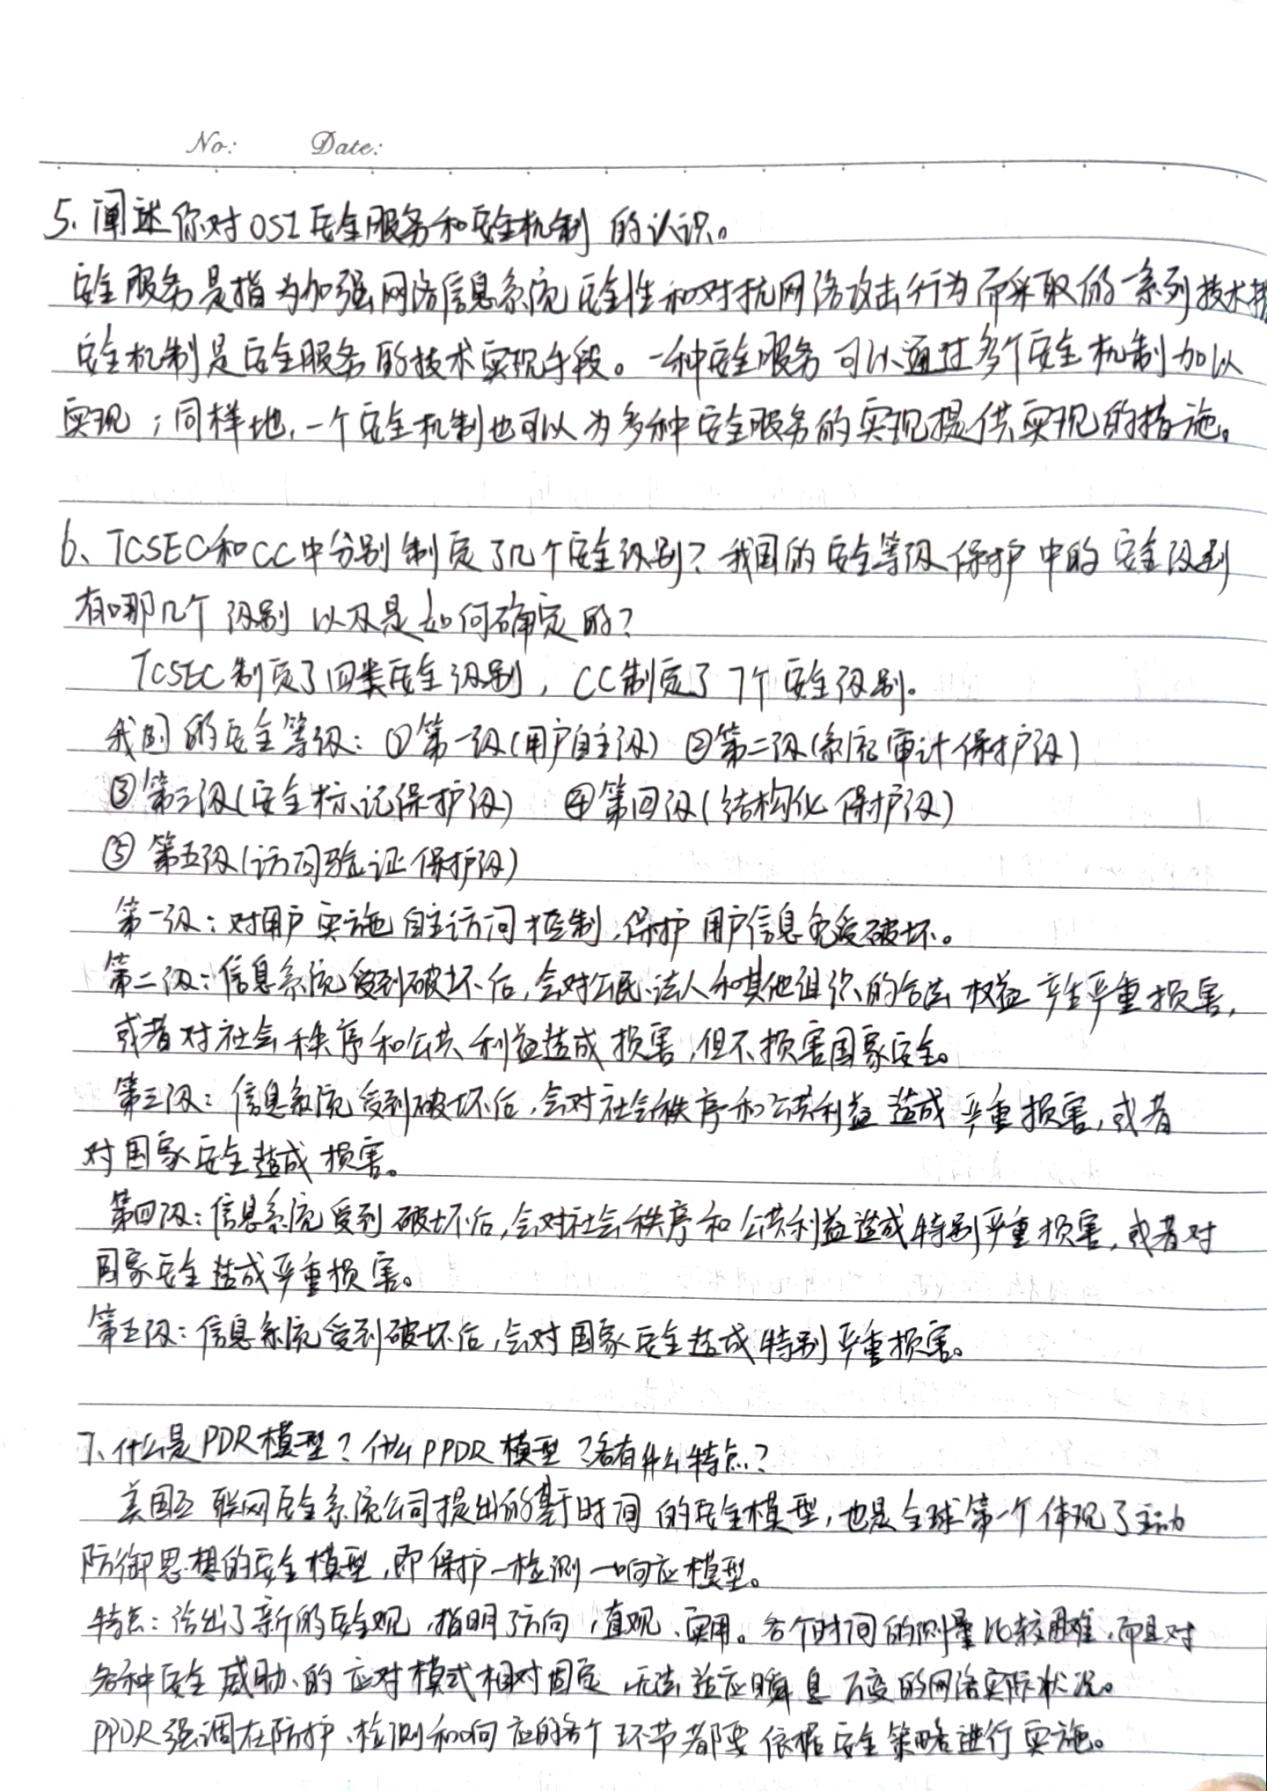 No: Date:
5、阐述你对OSI安全服务和安全机制的认识。
安全服务是指为加强网络信息系统安全性和对抗网络攻击行为而采取的一系列技术措
安全机制是安全服务的技术实现手段。一种安全服务可以通过多个安全机制加以
实现；同样地，一个安全机制也可以为多种安全服务的实现提供实现的措施。
6、TCSEC和CC中分别制定了几个安全级别？我国的安全等级保护中的安全级别
有哪几个级别以及是如何确定的？
TCSEC制定了四类安全级别，CC制定了7个安全级别。
我国的安全等级：①第一级(用户自主级) ②第二级(系统审计保护级)
③第三级(安全标记保护级) ④第四级(结构化保护级)
⑤第五级(访问验证保护级)
第一级：对用户实施自主访问控制，保护用户信息免受破坏。
第二级：信息系统受到破坏后，会对公民、法人和其他组织的合法权益产生严重损害，
或者对社会秩序和公共利益造成损害，但不损害国家安全。
第三级：信息系统受到破坏后，会对社会秩序和公共利益造成严重损害，或者
对国家安全造成损害。
第四级：信息系统受到破坏后，会对社会秩序和公共利益造成特别严重损害，或者对
国家安全造成严重损害。
第五级：信息系统受到破坏后，会对国家安全造成特别严重损害。
7、什么是PDR模型？什么PPDR模型？各有什么特点？
美国互联网安全系统公司提出的基于时间的安全模型，也是全球第一个体现了主动
防御思想的安全模型，即保护—检测—响应模型。
特点：给出了新的安全观，指明了方向，直观、实用。各个时间的测量比较困难，而且对
各种安全威胁的应对模式相对固定，无法适应瞬息万变的网络实际状况。
PPDR强调在防护、检测和响应的各个环节都要依据安全策略进行实施。